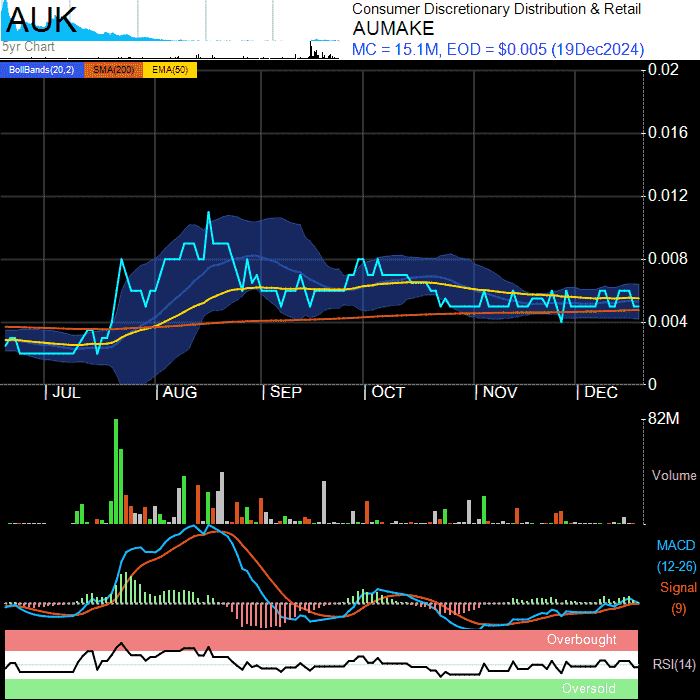 AUK
5yr Chart
Consumer Discretionary Distribution & Retail
AUMAKE
MC = 15.1M, EOD = $0.005 (19Dec2024)
BollBands(20,2) SMA(200) EMA(50)
0.02
0.016
0.012
0.008
0.004
0
JUL AUG SEP OCT NOV DEC
82M
Volume
MACD
(12-26)
Signal
(9)
Overbought
RSI(14)
Oversold